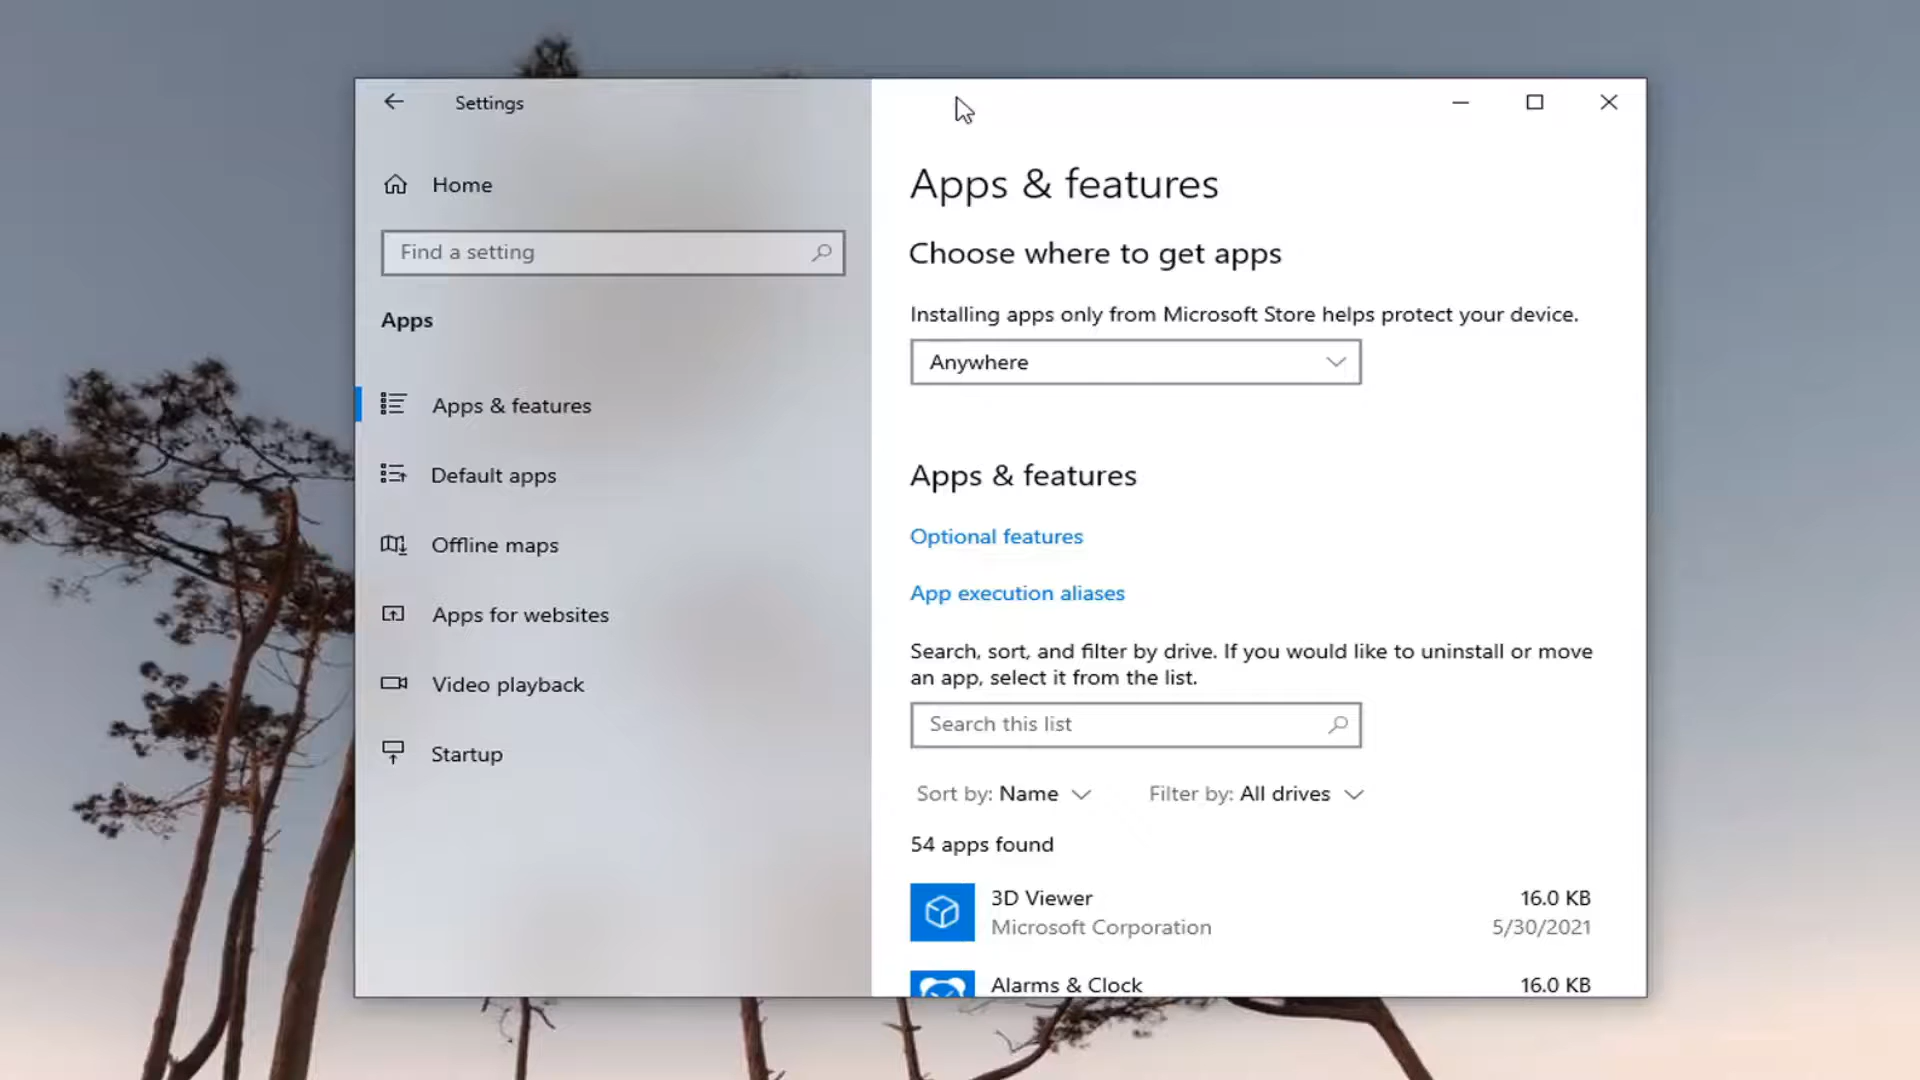 Settings
Home
Find a setting
Apps
Apps & features
Default apps
Offline maps
Apps for websites
Video playback
Startup
Apps & features
Choose where to get apps
Installing apps only from Microsoft Store helps protect your device.
Anywhere
Apps & features
Optional features
App execution aliases
Search, sort, and filter by drive. If you would like to uninstall or move
an app, select it from the list.
Search this list
Sort by: Name Filter by: All drives
54 apps found
3D Viewer 16.0 KB
Microsoft Corporation 5/30/2021
Alarms & Clock 16.0 KB